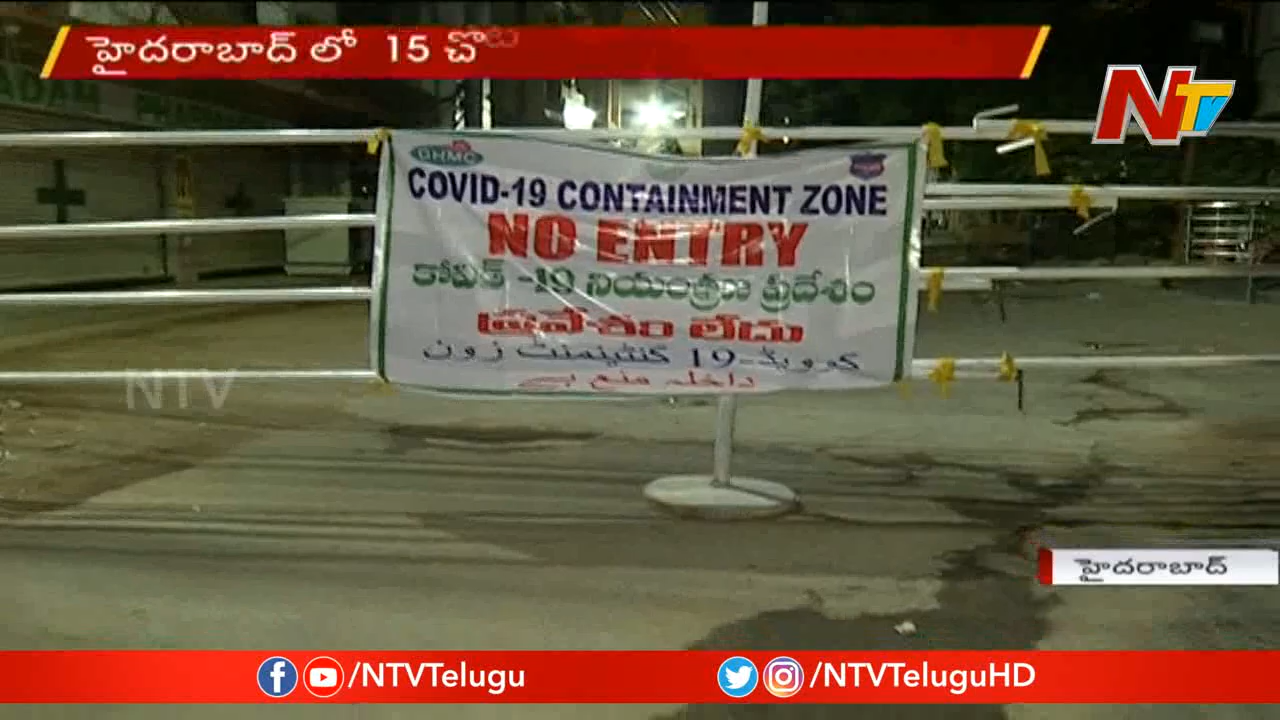 హైదరాబాద్ లో 15 చోట
NTV
GHMC
COVID-19 CONTAINMENT ZONE
NO ENTRY
కోవిడ్ -19 నియంత్రణ ప్రదేశం
ప్రవేశం లేదు
کوویڈ-19 کنٹینمنٹ زون
داخلہ منع ہے
NTV
హైదరాబాద్
/NTVTelugu
/NTVTeluguHD